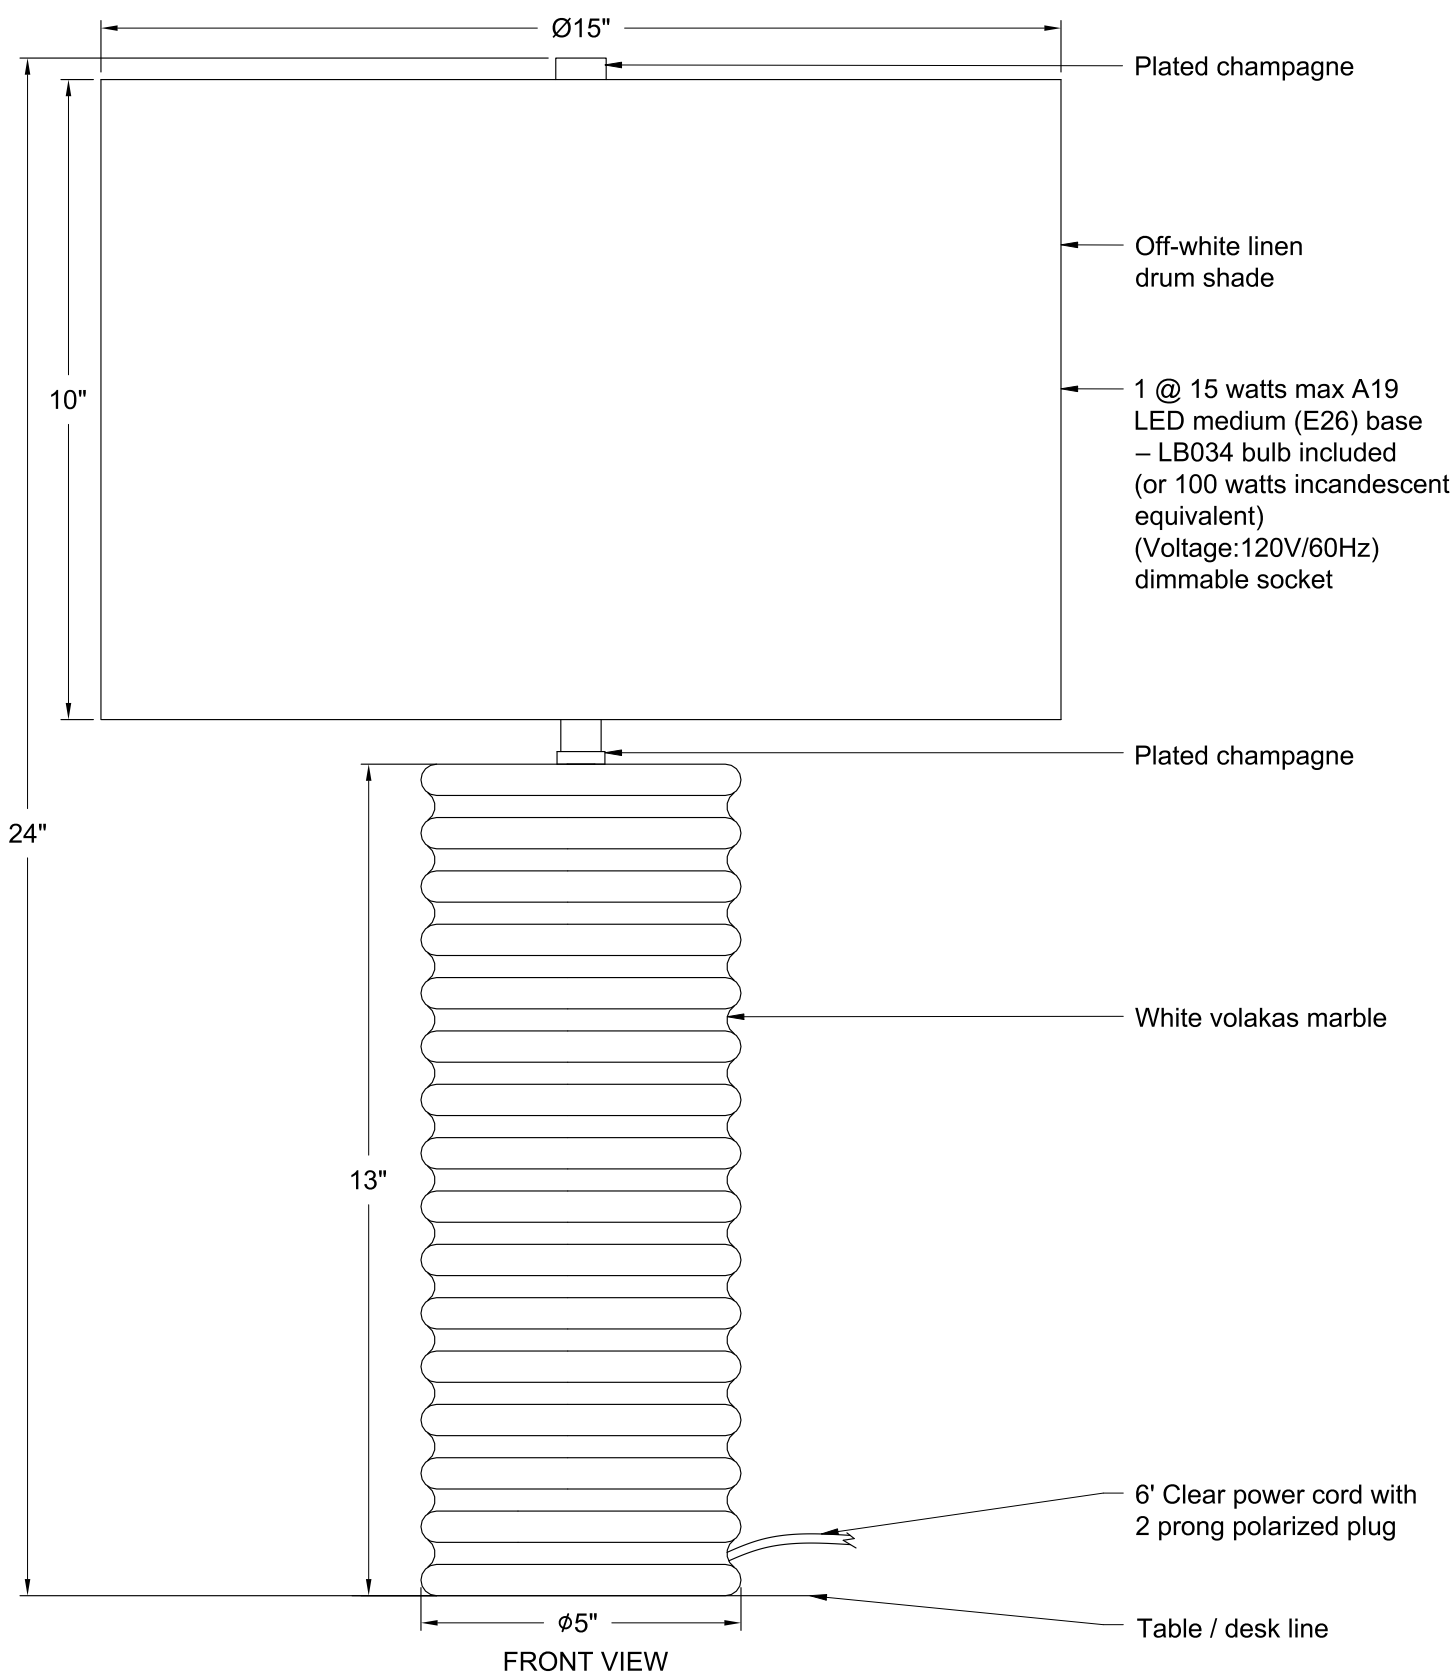 Ø15"
Plated champagne
Off-white linen
drum shade
10"
1 @ 15 watts max A19
LED medium (E26) base
– LB034 bulb included
(or 100 watts incandescent
equivalent)
(Voltage:120V/60Hz)
dimmable socket
Plated champagne
24"
White volakas marble
13"
6' Clear power cord with
2 prong polarized plug
ϕ5"
Table / desk line
FRONT VIEW